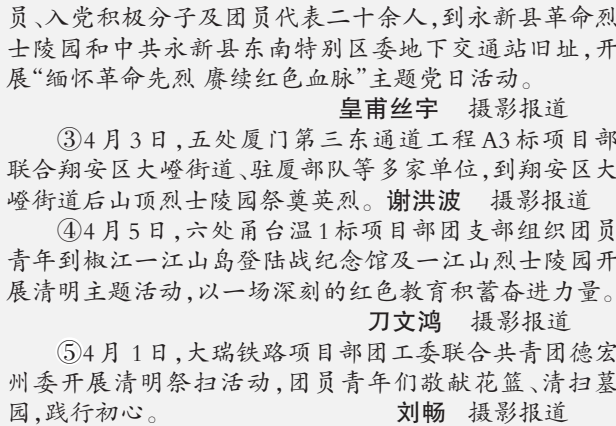 员、入党积极分子及团员代表二十余人,到永新县革命烈
士陵园和中共永新县东南特别区委地下交通站旧址,开
展“缅怀革命先烈 赓续红色血脉”主题党日活动。
皇甫丝宇 摄影报道
③4月3日,五处厦门第三东通道工程A3标项目部
联合翔安区大嶝街道、驻厦部队等多家单位,到翔安区大
嶝街道后山顶烈士陵园祭奠英烈。谢洪波 摄影报道
④4月5日,六处甬台温1标项目部团支部组织团员
青年到椒江一江山岛登陆战纪念馆及一江山烈士陵园开
展清明主题活动,以一场深刻的红色教育积蓄奋进力量。
刀文鸿 摄影报道
⑤4月1日,大瑞铁路项目部团工委联合共青团德宏
州委开展清明祭扫活动,团员青年们敬献花篮、清扫墓
园,践行初心。 刘畅 摄影报道